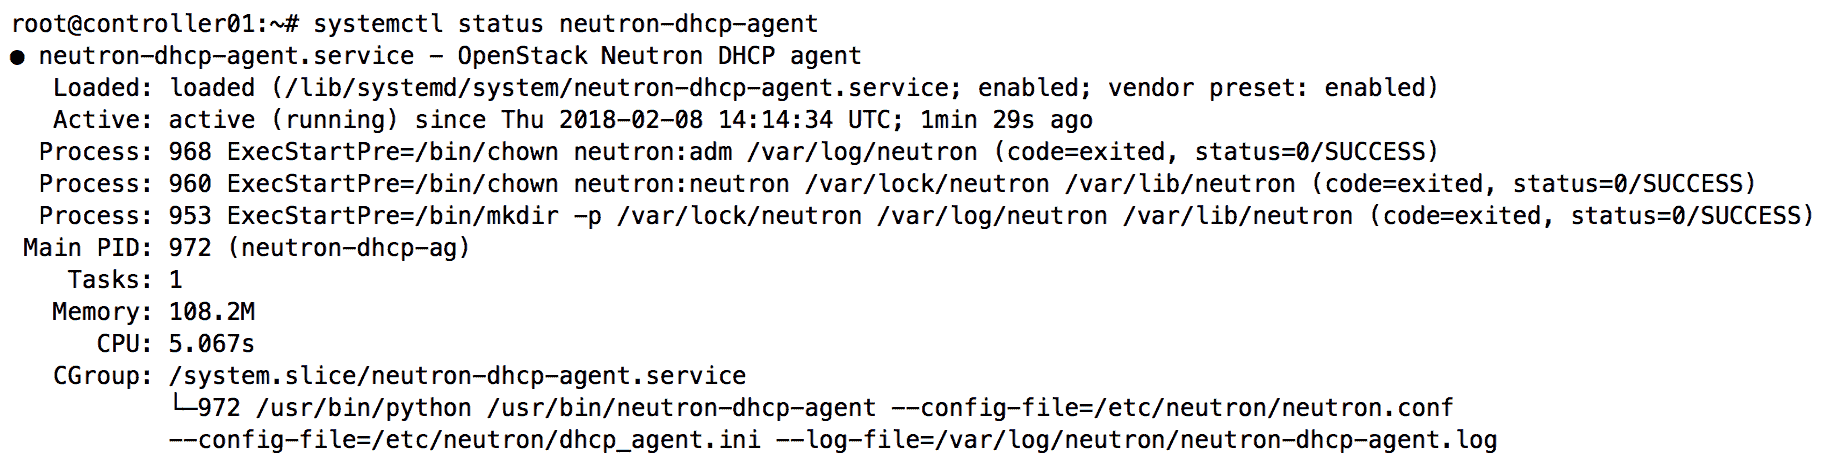 root@controller01:~# systemctl status neutron-dhcp-agent
● neutron-dhcp-agent.service - OpenStack Neutron DHCP agent
   Loaded: loaded (/lib/systemd/system/neutron-dhcp-agent.service; enabled; vendor preset: enabled)
   Active: active (running) since Thu 2018-02-08 14:14:34 UTC; 1min 29s ago
  Process: 968 ExecStartPre=/bin/chown neutron:adm /var/log/neutron (code=exited, status=0/SUCCESS)
  Process: 960 ExecStartPre=/bin/chown neutron:neutron /var/lock/neutron /var/lib/neutron (code=exited, status=0/SUCCESS)
  Process: 953 ExecStartPre=/bin/mkdir -p /var/lock/neutron /var/log/neutron /var/lib/neutron (code=exited, status=0/SUCCESS)
 Main PID: 972 (neutron-dhcp-ag)
    Tasks: 1
   Memory: 108.2M
      CPU: 5.067s
   CGroup: /system.slice/neutron-dhcp-agent.service
           └─972 /usr/bin/python /usr/bin/neutron-dhcp-agent --config-file=/etc/neutron/neutron.conf
           --config-file=/etc/neutron/dhcp_agent.ini --log-file=/var/log/neutron/neutron-dhcp-agent.log